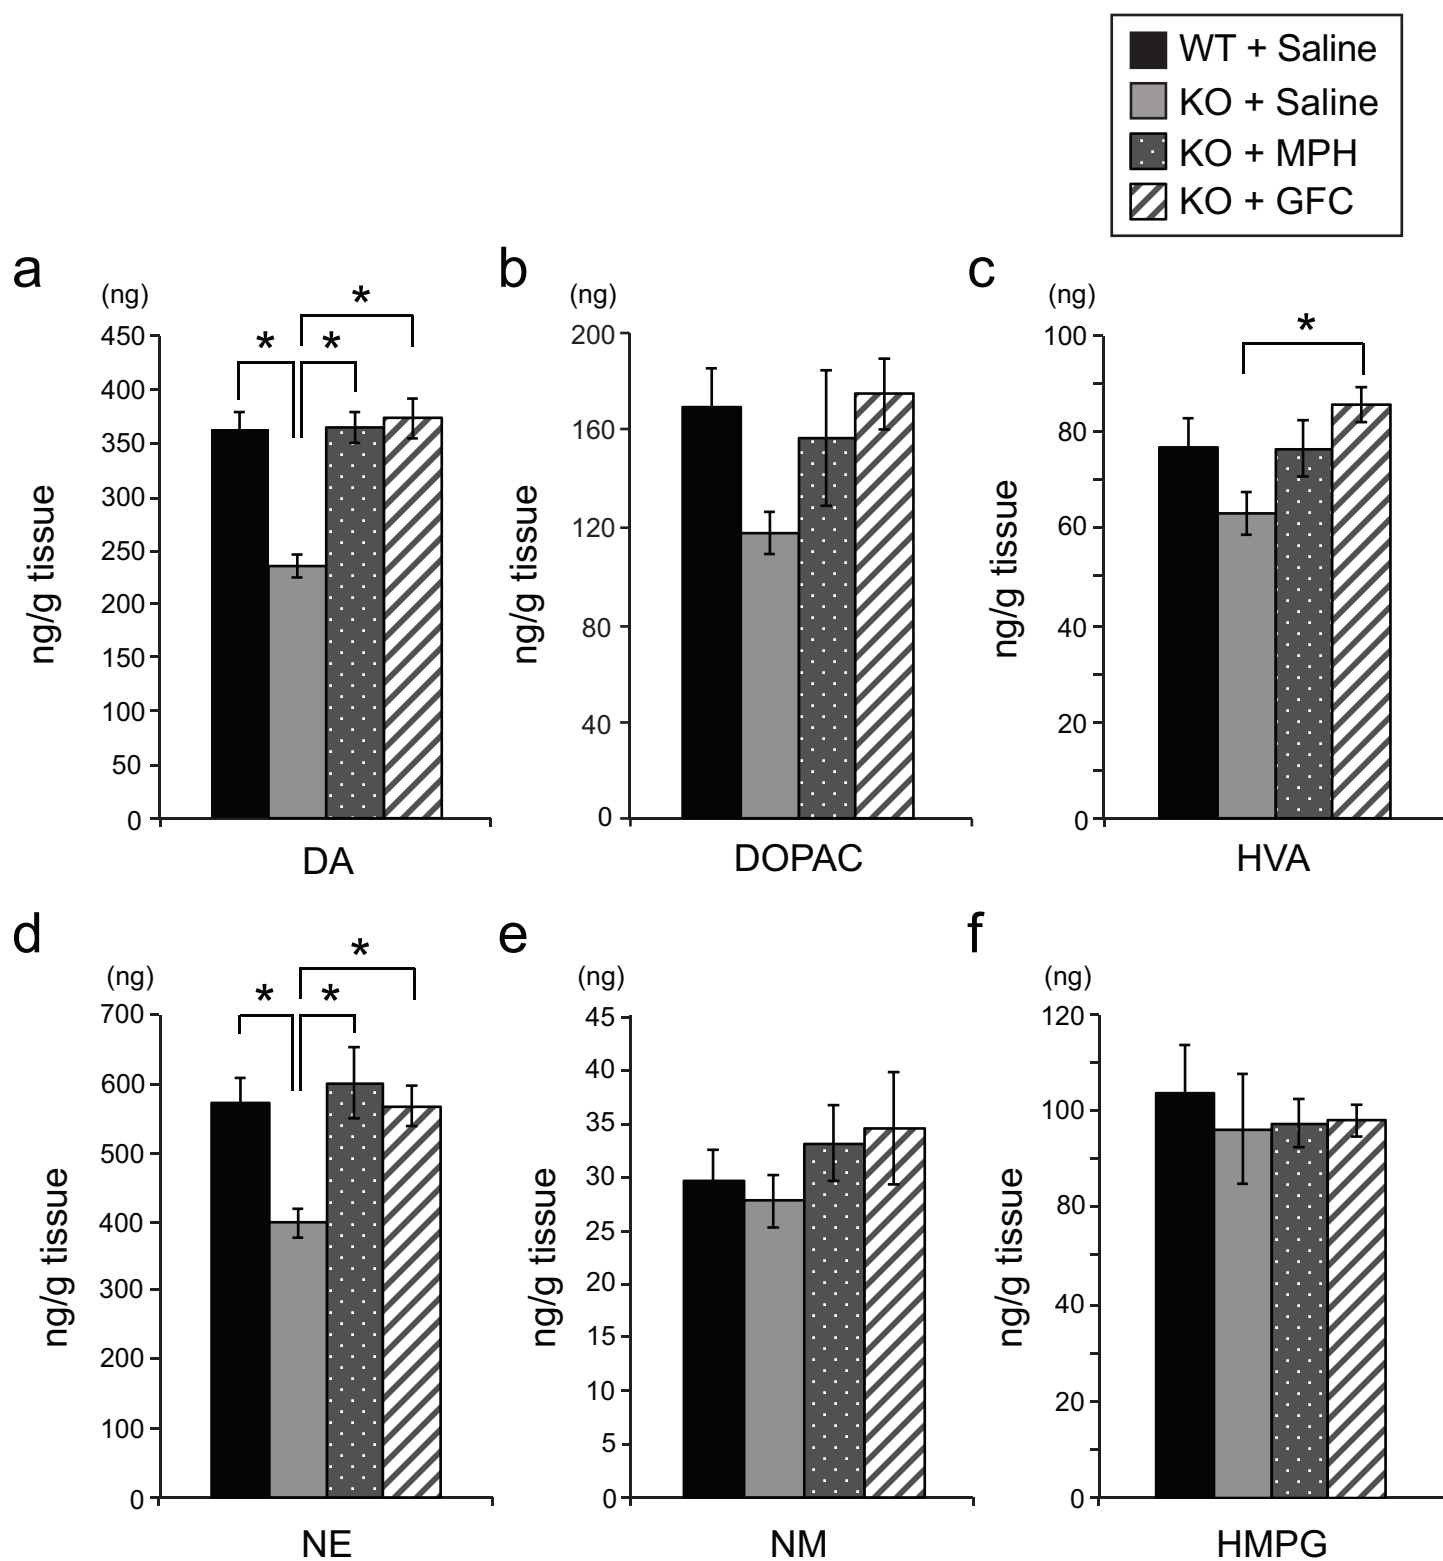 WT + Saline
KO + Saline
KO + MPH
KO + GFC
a
(ng)
450
400
350
300
250
200
150
100
50
0
ng/g tissue
* * *
DA
b
(ng)
200
160
120
80
40
0
ng/g tissue
DOPAC
c
(ng)
100
80
60
40
20
0
ng/g tissue
*
HVA
d
(ng)
700
600
500
400
300
200
100
0
ng/g tissue
* * *
NE
e
(ng)
45
40
35
30
25
20
15
10
5
0
ng/g tissue
NM
f
(ng)
120
100
80
40
20
0
ng/g tissue
HMPG